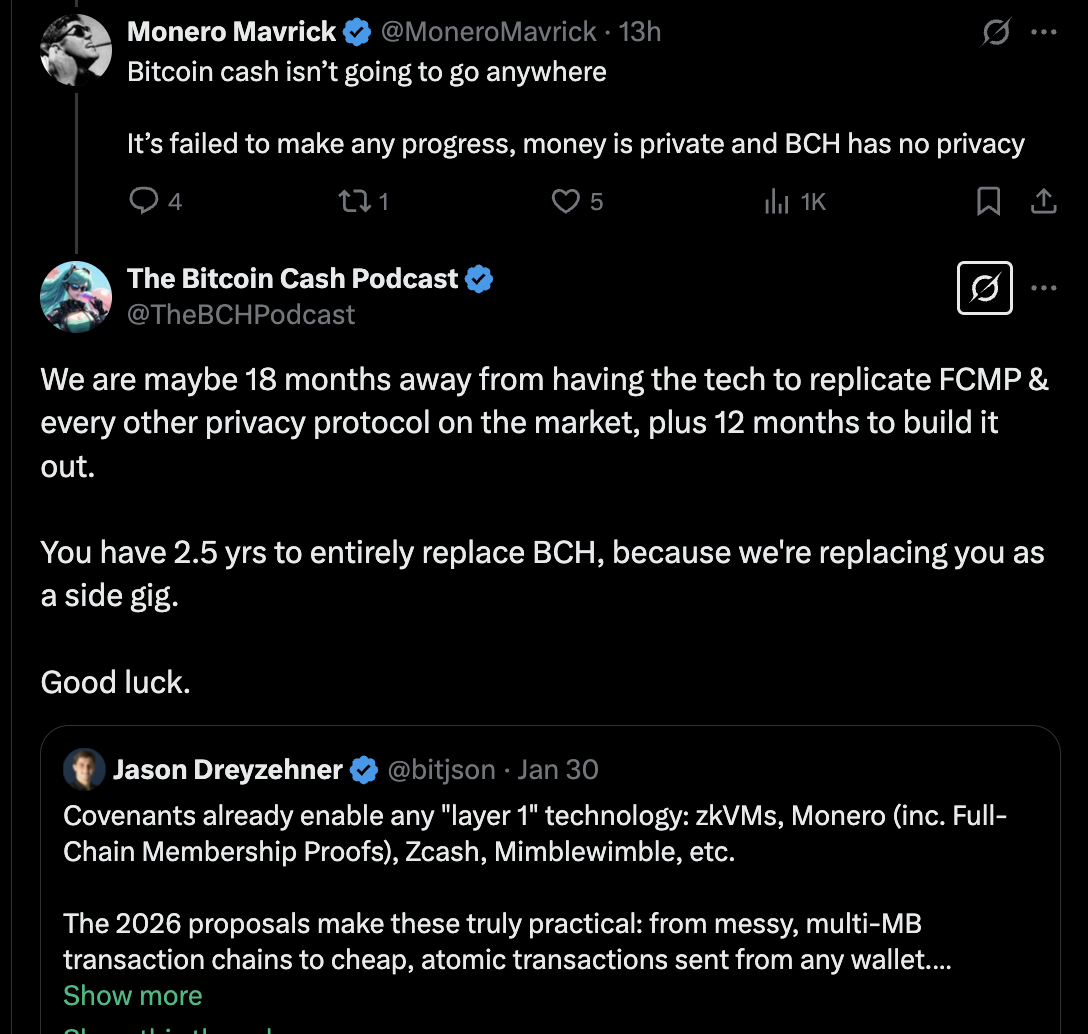 Monero Mavrick @MoneroMavrick · 13h
Bitcoin cash isn’t going to go anywhere
It’s failed to make any progress, money is private and BCH has no privacy
4 1 5 1K
The Bitcoin Cash Podcast
@TheBCHPodcast
We are maybe 18 months away from having the tech to replicate FCMP &
every other privacy protocol on the market, plus 12 months to build it
out.
You have 2.5 yrs to entirely replace BCH, because we're replacing you as
a side gig.
Good luck.
Jason Dreyzehner @bitjson · Jan 30
Covenants already enable any "layer 1" technology: zkVMs, Monero (inc. Full-
Chain Membership Proofs), Zcash, Mimblewimble, etc.
The 2026 proposals make these truly practical: from messy, multi-MB
transaction chains to cheap, atomic transactions sent from any wallet....
Show more